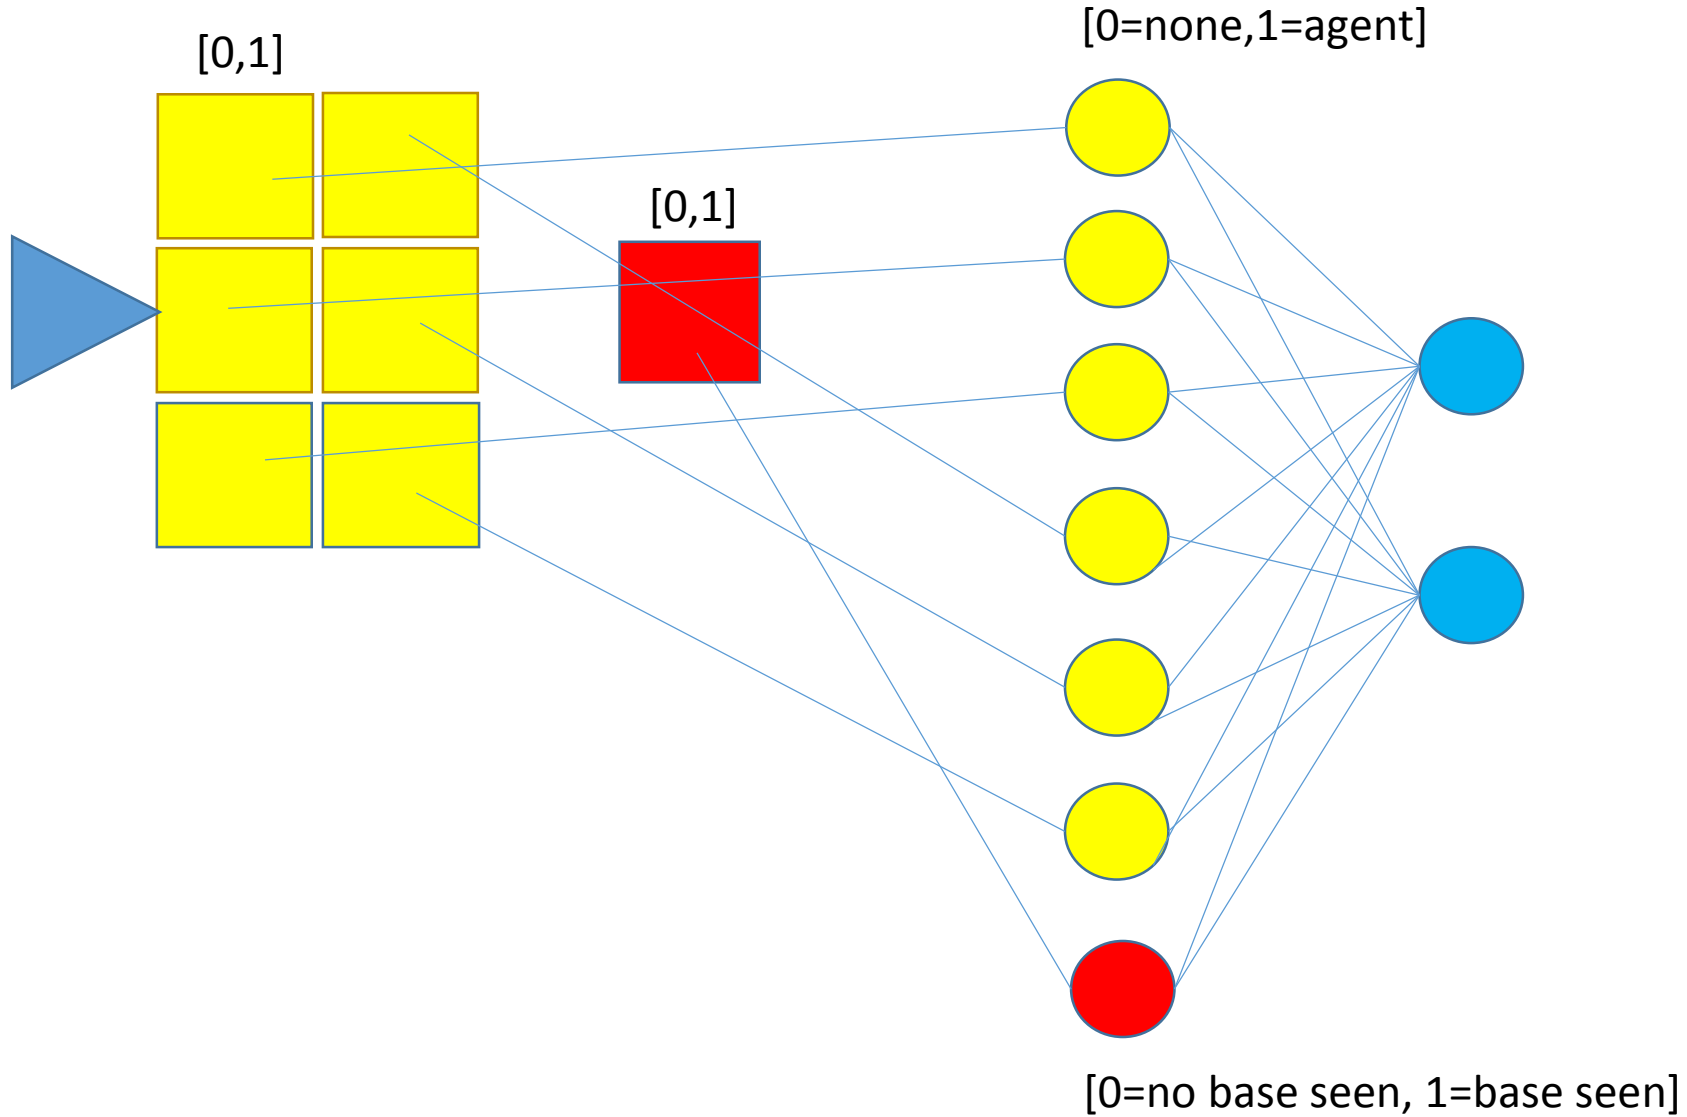 [0=none,1=agent]
[0,1]
[0,1]
[0=no base seen, 1=base seen]